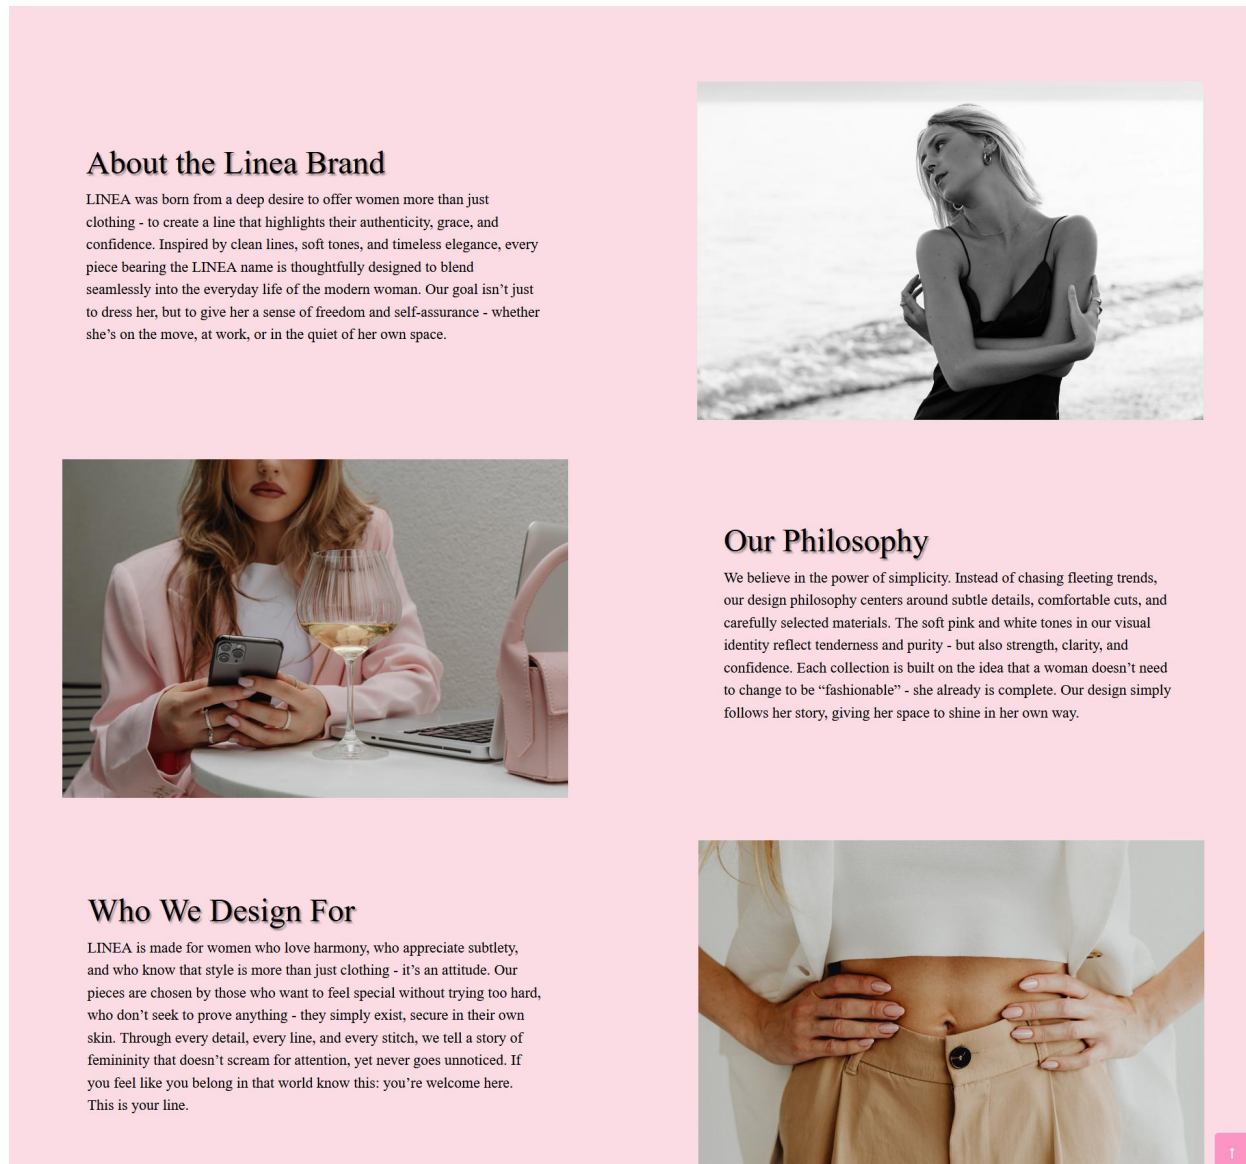 About the Linea Brand
LINEA was born from a deep desire to offer women more than just
clothing - to create a line that highlights their authenticity, grace, and
confidence. Inspired by clean lines, soft tones, and timeless elegance, every
piece bearing the LINEA name is thoughtfully designed to blend
seamlessly into the everyday life of the modern woman. Our goal isn’t just
to dress her, but to give her a sense of freedom and self-assurance - whether
she’s on the move, at work, or in the quiet of her own space.
Our Philosophy
We believe in the power of simplicity. Instead of chasing fleeting trends,
our design philosophy centers around subtle details, comfortable cuts, and
carefully selected materials. The soft pink and white tones in our visual
identity reflect tenderness and purity - but also strength, clarity, and
confidence. Each collection is built on the idea that a woman doesn’t need
to change to be “fashionable” - she already is complete. Our design simply
follows her story, giving her space to shine in her own way.
Who We Design For
LINEA is made for women who love harmony, who appreciate subtlety,
and who know that style is more than just clothing - it’s an attitude. Our
pieces are chosen by those who want to feel special without trying too hard,
who don’t seek to prove anything - they simply exist, secure in their own
skin. Through every detail, every line, and every stitch, we tell a story of
femininity that doesn’t scream for attention, yet never goes unnoticed. If
you feel like you belong in that world know this: you’re welcome here.
This is your line.